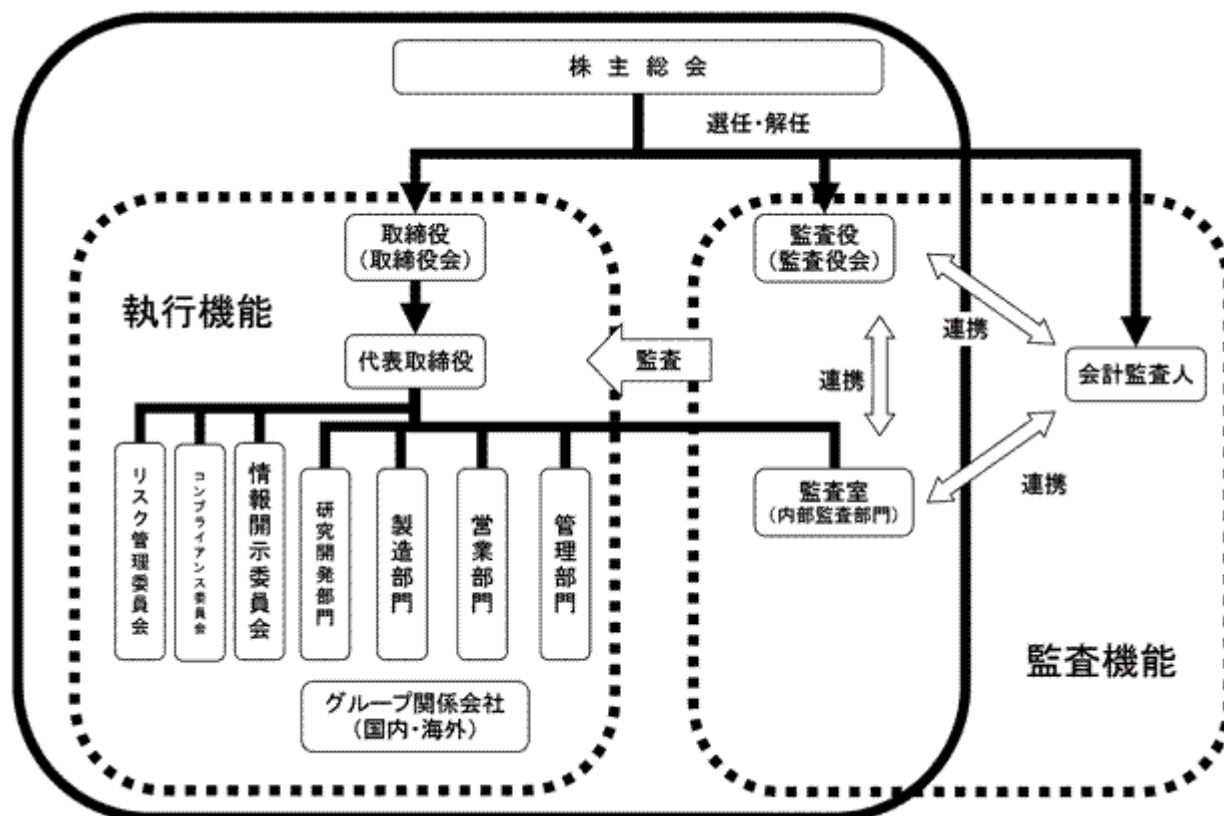 株主総会
選任・解任
取締役
(取締役会)
監査役
(監査役会)
執行機能
連携
代表取締役
監査
連携
会計監査人
リスク管理委員会
コンプライアンス委員会
情報開示委員会
研究開発部門
製造部門
営業部門
管理部門
監査室
(内部監査部門)
連携
監査機能
グループ関係会社
(国内・海外)